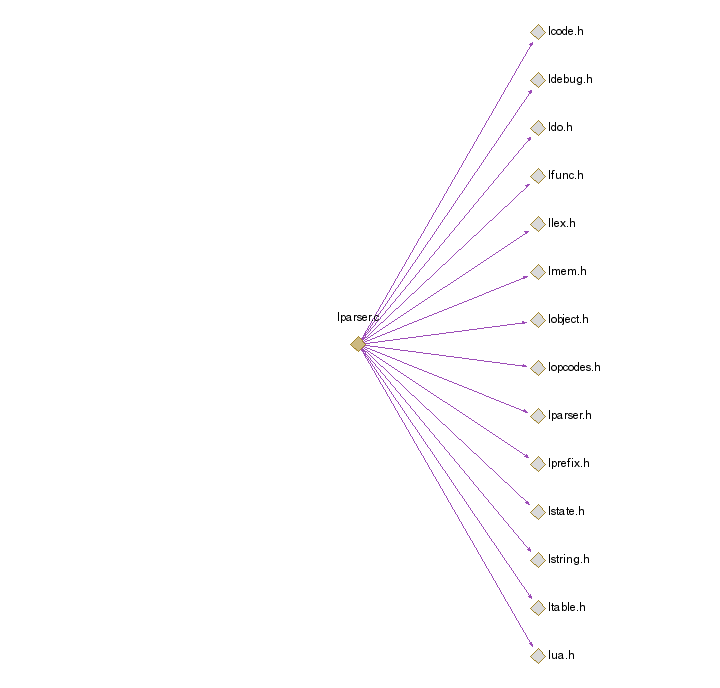 lcode.h
ldebug.h
ldo.h
lfunc.h
llex.h
lmem.h
lparser.c
lobject.h
lopcodes.h
lparser.h
lprefix.h
lstate.h
lstring.h
ltable.h
lua.h